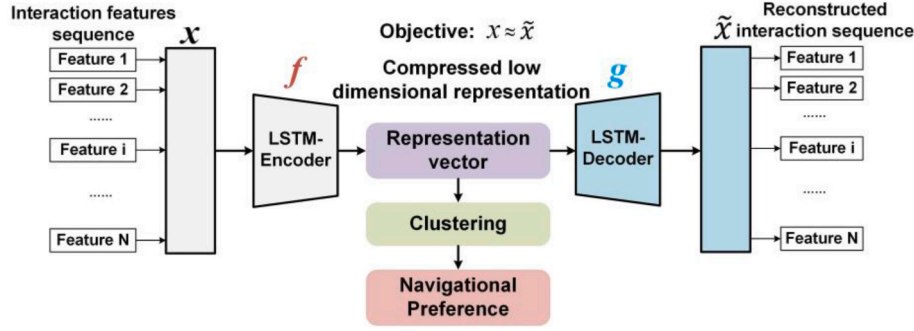 Interaction features
sequence
x
Feature 1
Feature 2
......
Feature i
......
Feature N
f
LSTM-
Encoder
Objective: x ≈ x̃
Compressed low
dimensional representation
Representation
vector
Clustering
Navigational
Preference
g
LSTM-
Decoder
x̃
Reconstructed
interaction sequence
Feature 1
Feature 2
......
Feature i
......
Feature N